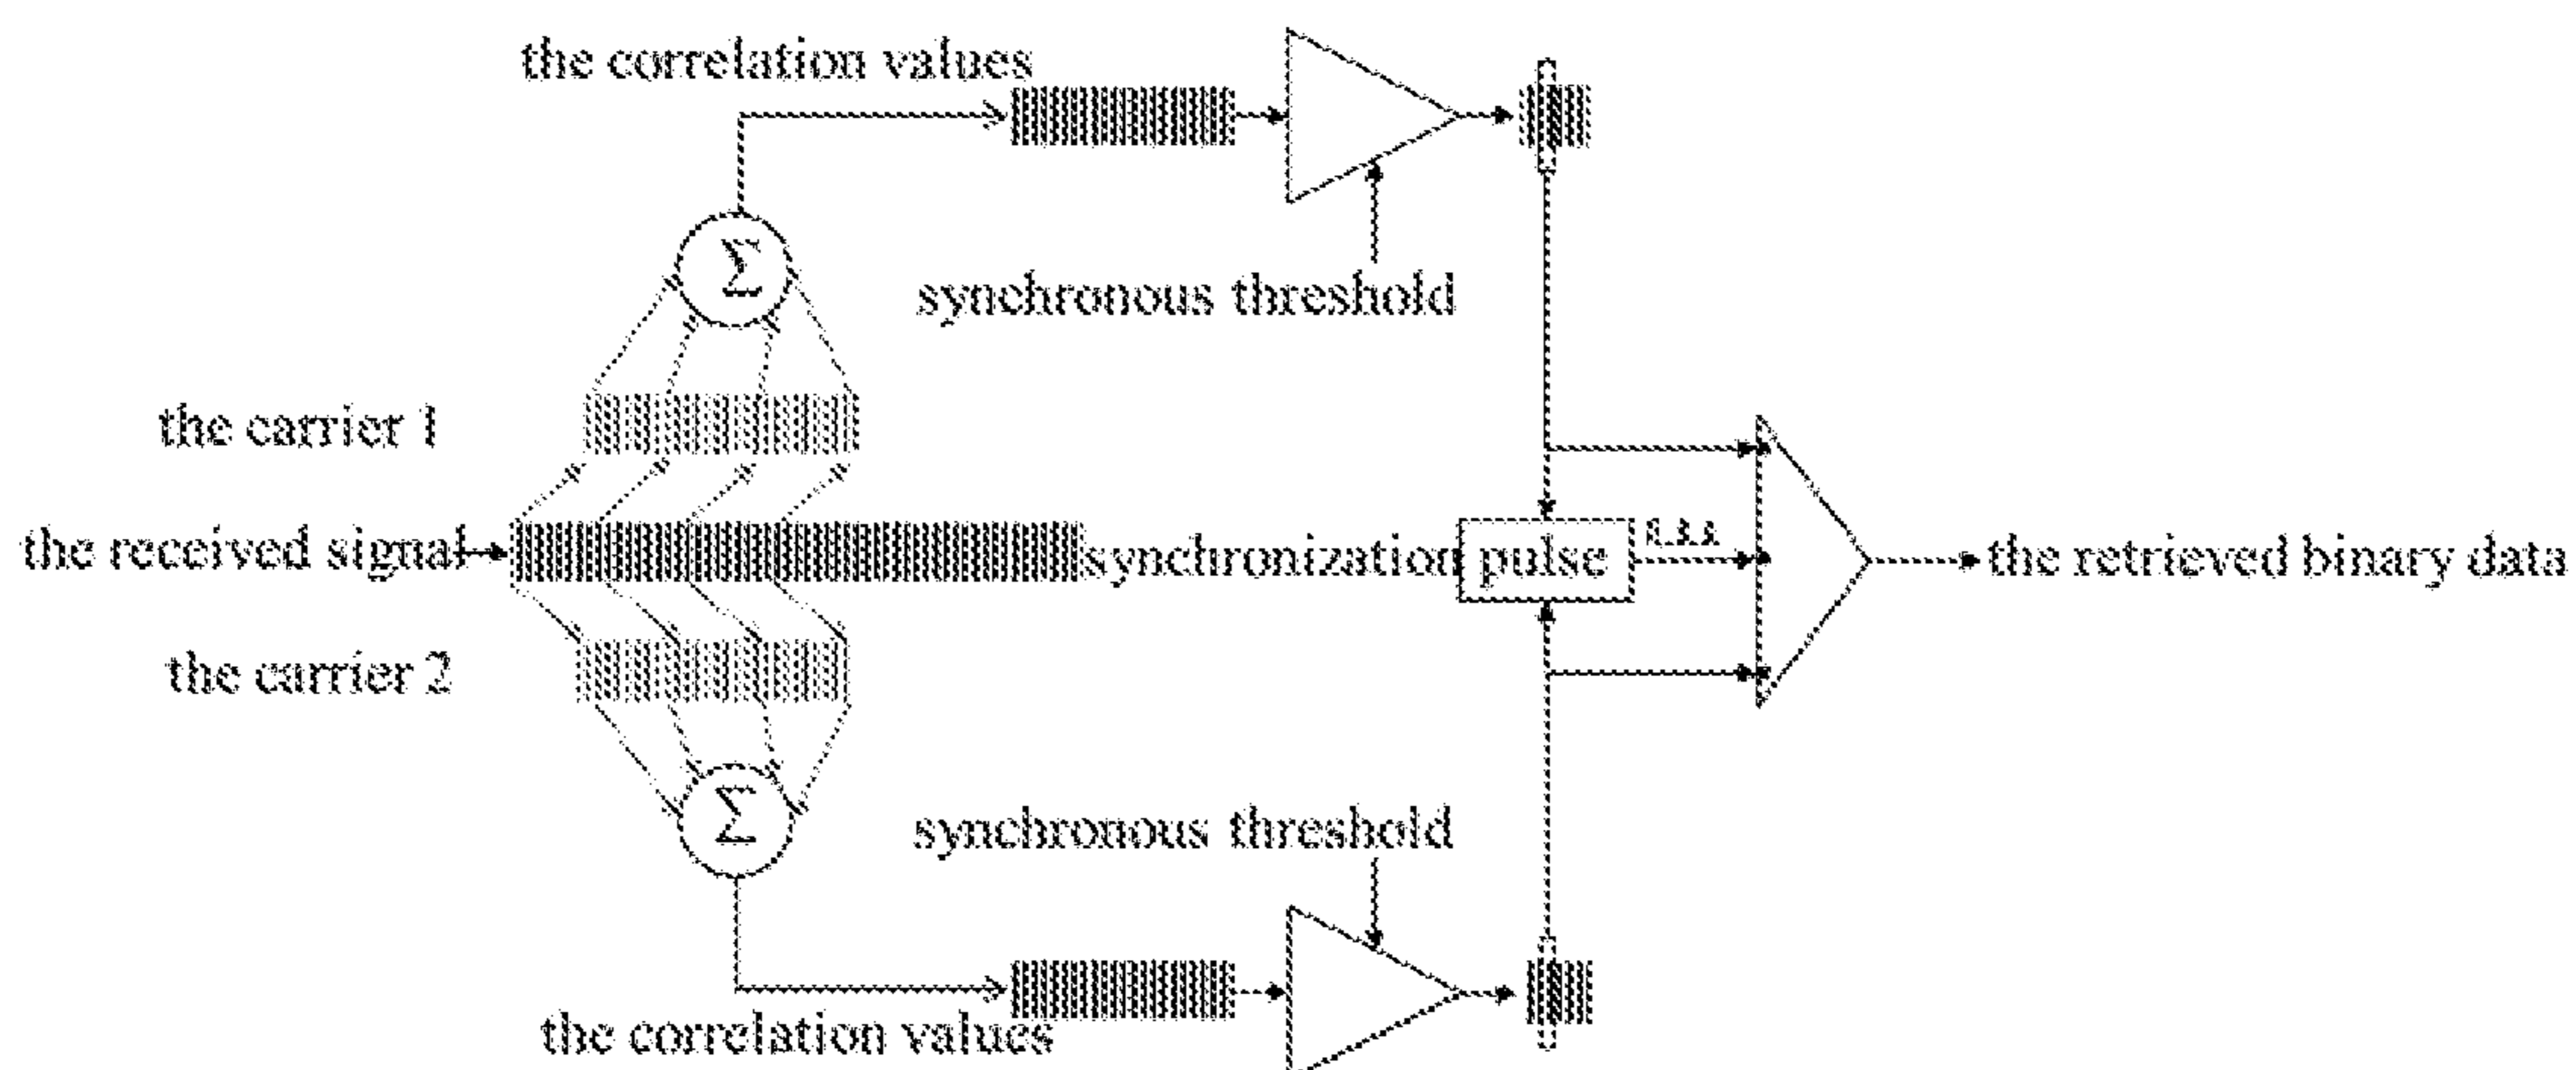 the correlation values
Σ
synchronous threshold
the carrier 1
the received signal
synchronization pulse
the retrieved binary data
the carrier 2
Σ
synchronous threshold
the correlation values